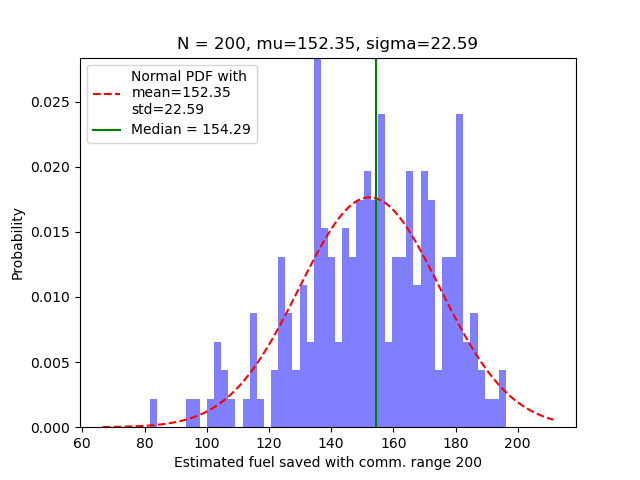 N = 200, mu=152.35, sigma=22.59
Normal PDF with
mean=152.35
std=22.59
Median = 154.29
0.025
0.020
0.015
0.010
0.005
0.000
Probability
60 80 100 120 140 160 180 200
Estimated fuel saved with comm. range 200